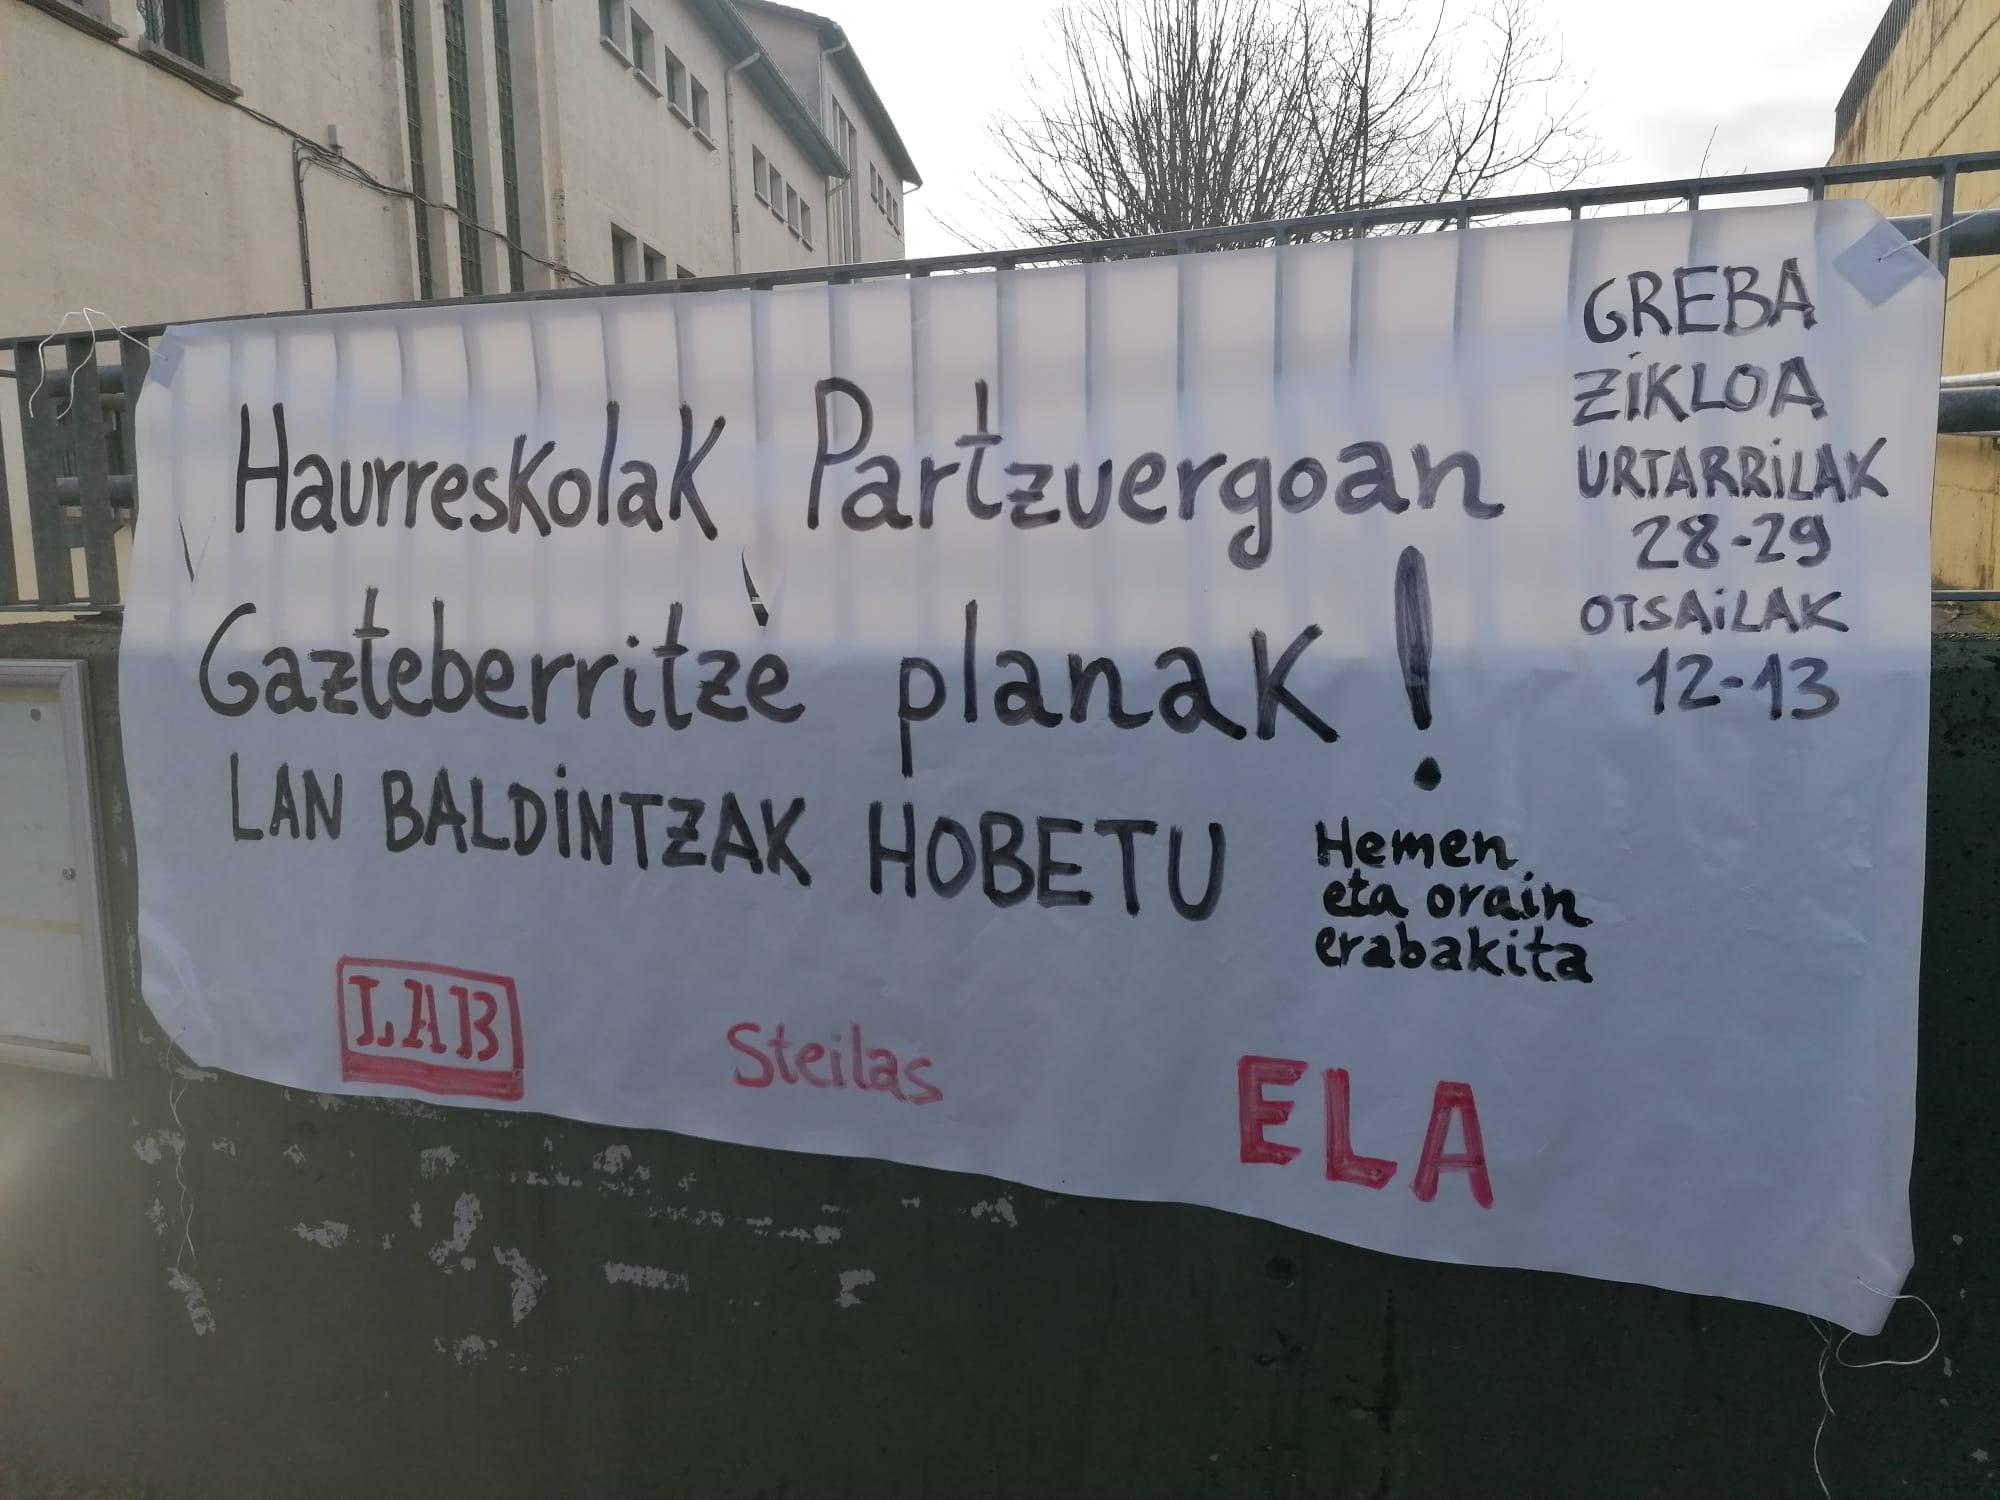 Haurreskolak Partzuergoan
Gazteberritze planak!
LAN BALDINTZAK HOBETU
Hemen
eta orain
erabakita
GREBA
ZIKLOA
URTARRILAK
28-29
OTSAILAK
12-13
LAB
Steilas
ELA